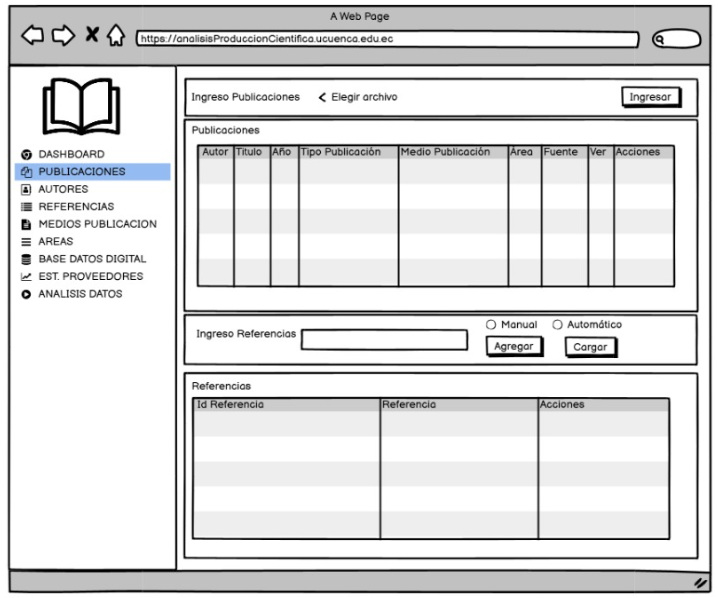 A Web Page
https://analisisProduccionCientifica.ucuenca.edu.ec
DASHBOARD
PUBLICACIONES
AUTORES
REFERENCIAS
MEDIOS PUBLICACION
AREAS
BASE DATOS DIGITAL
EST. PROVEEDORES
ANALISIS DATOS
Ingreso Publicaciones < Elegir archivo Ingresar
Publicaciones
Autor Titulo Año Tipo Publicación Medio Publicación Área Fuente Ver Acciones
Ingreso Referencias Manual Automático
Agregar Cargar
Referencias
Id Referencia Referencia Acciones